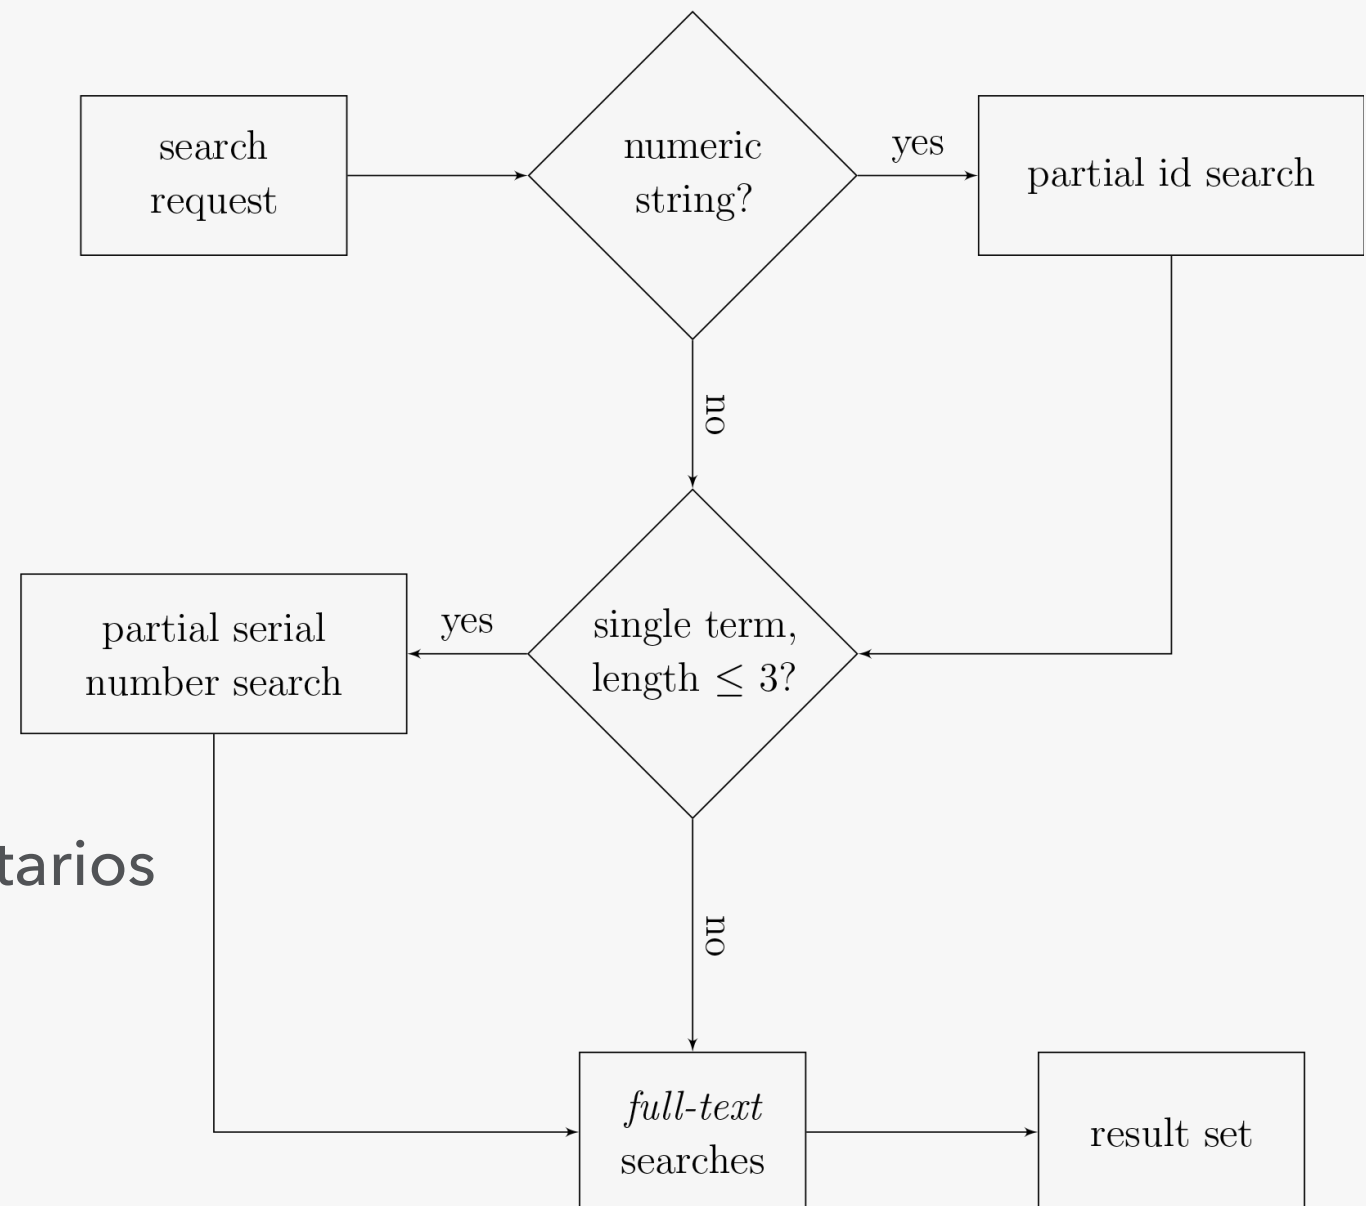 search
request
numeric
string?
yes
partial id search
no
partial serial
number search
yes
single term,
length ≤ 3?
tarios
no
full-text
searches
result set